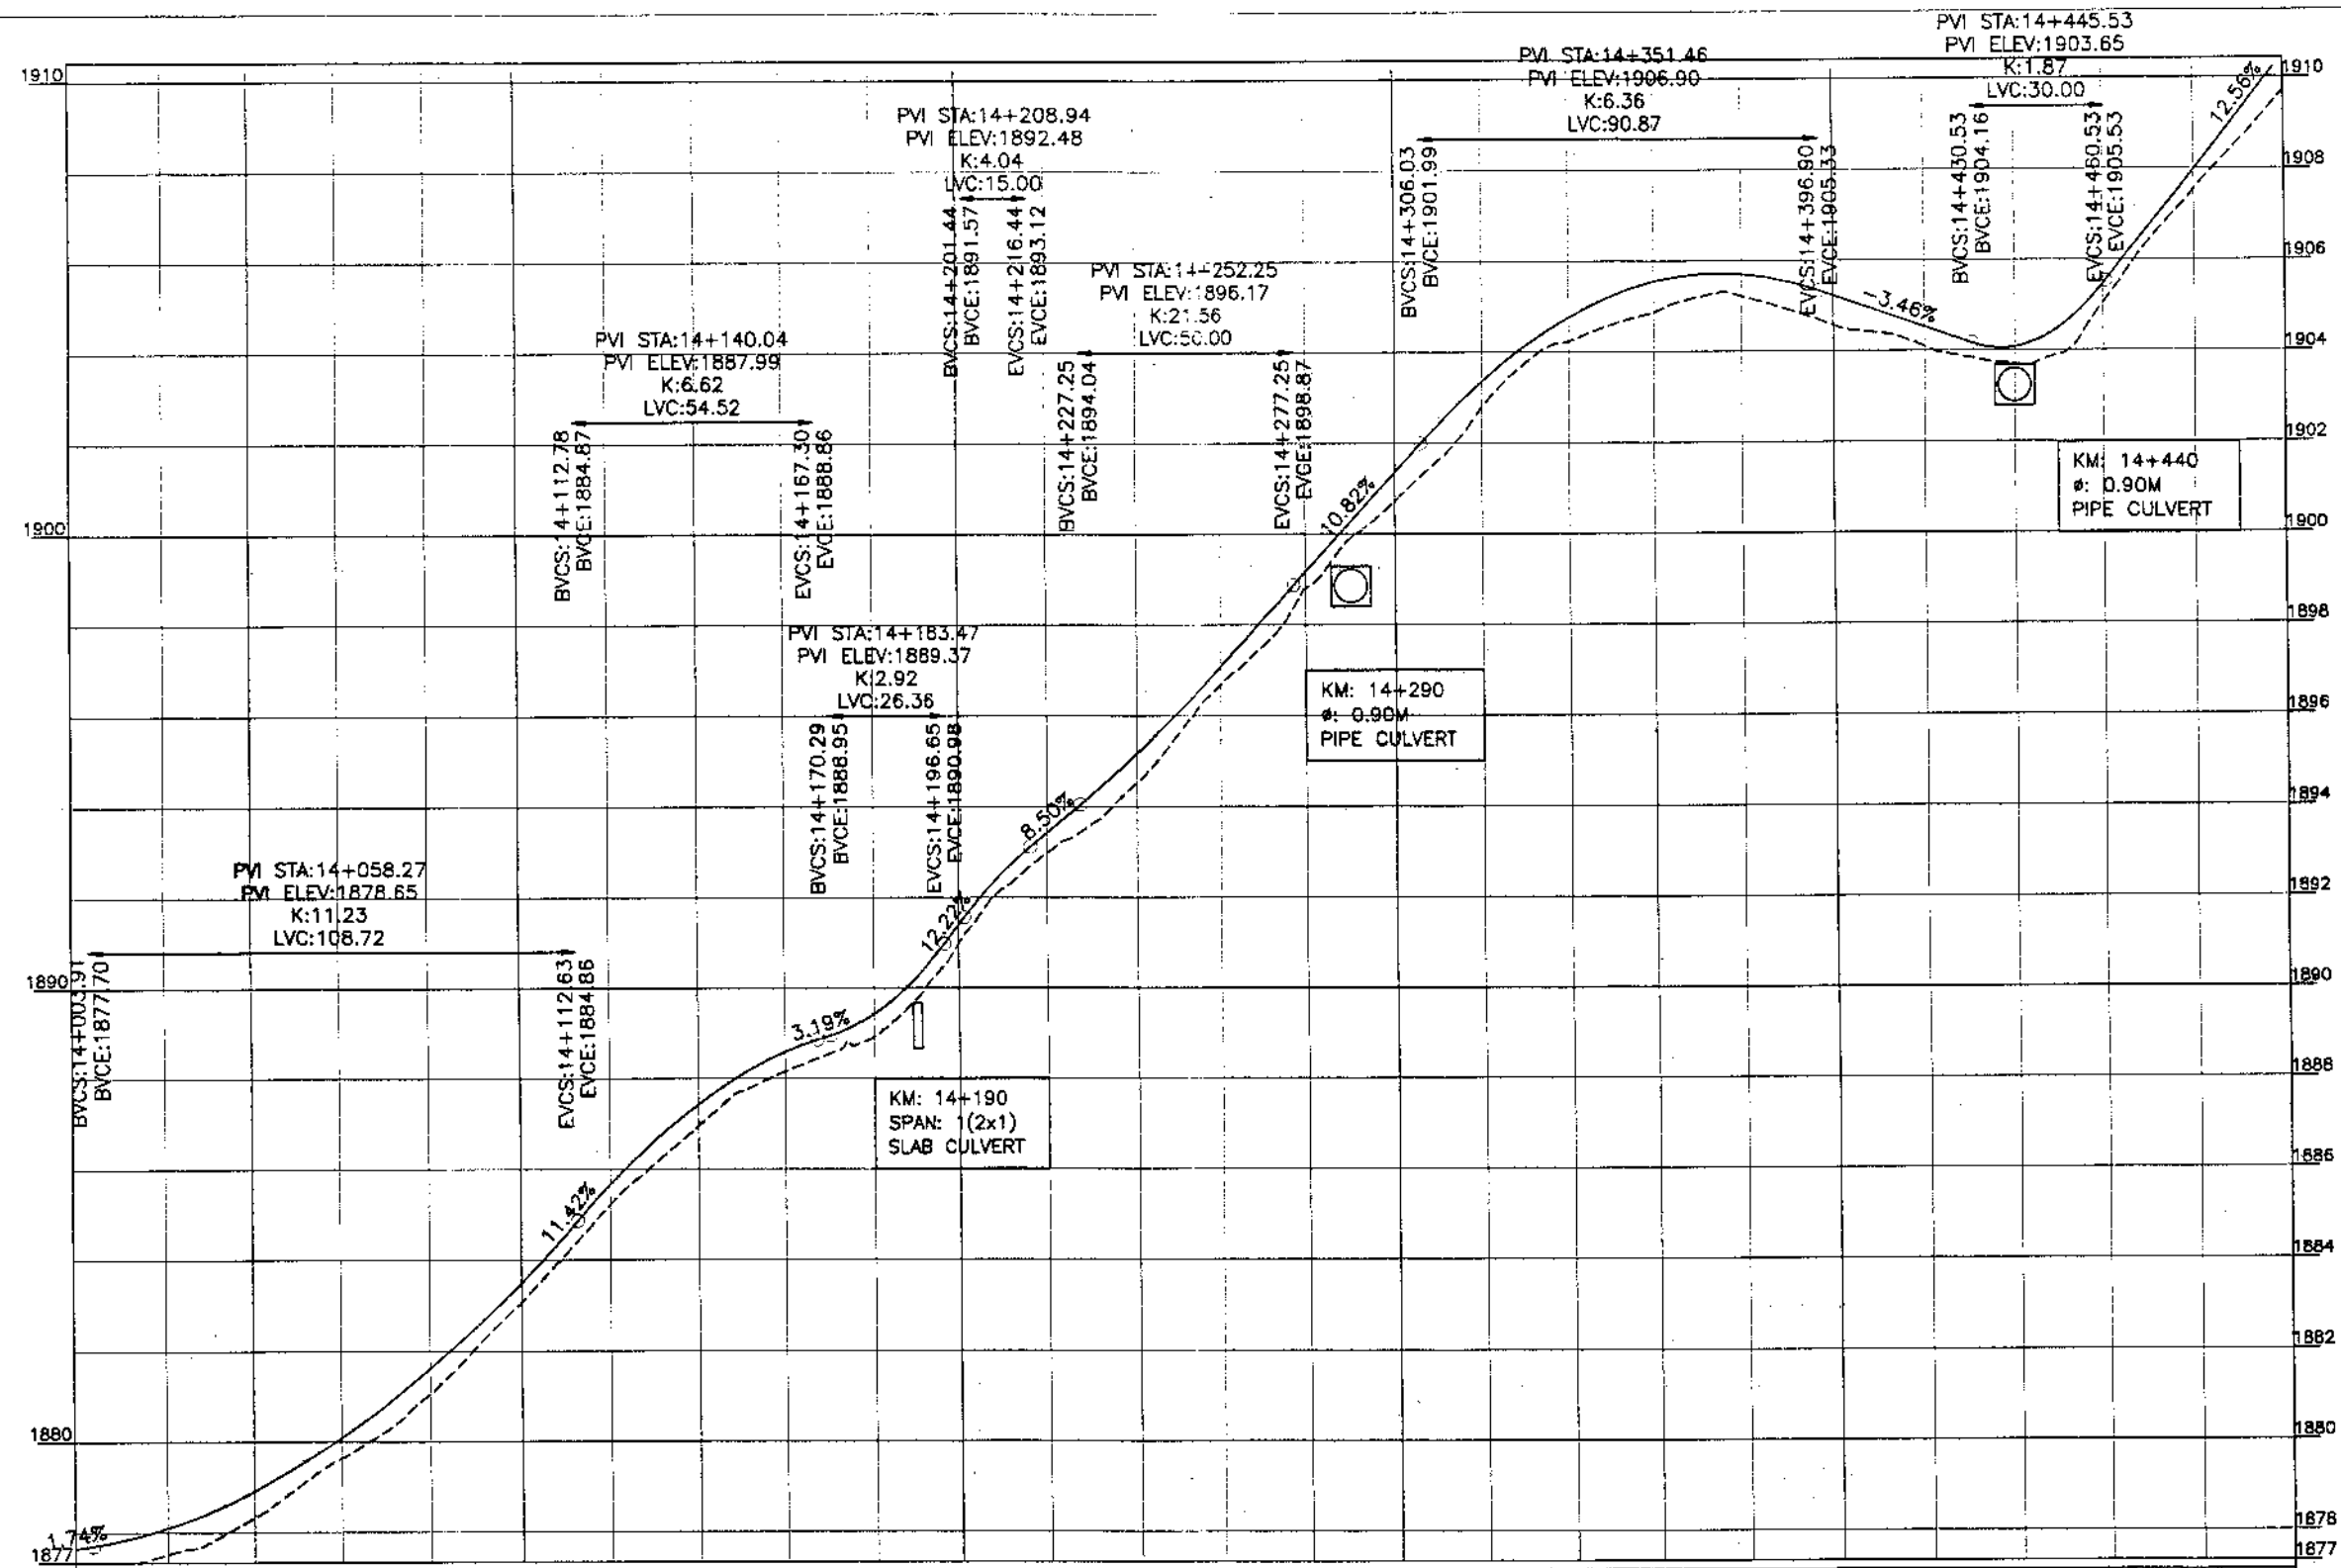 PVI STA:14+445.53
PVI ELEV:1903.65
K:1.87
LVC:30.00
BVCS:14+430.53
BVCE:1904.16
EVCS:14+460.53
EVCE:1905.53
12.56%
PVI STA:14+351.46
PVI ELEV:1906.90
K:6.36
LVC:90.87
BVCS:14+306.03
BVCE:1901.99
EVCS:14+396.90
EVCE:1905.33
-3.46%
PVI STA:14+208.94
PVI ELEV:1892.48
K:4.04
LVC:15.00
BVCS:14+201.44
BVCE:1891.57
EVCS:14+216.44
EVCE:1893.12
PVI STA:14+252.25
PVI ELEV:1896.17
K:21.56
LVC:50.00
BVCS:14+227.25
BVCE:1894.04
EVCS:14+277.25
EVCE:1898.87
10.82%
PVI STA:14+140.04
PVI ELEV:1887.99
K:6.62
LVC:54.52
BVCS:14+112.78
BVCE:1884.87
EVCS:14+167.30
EVCE:1888.86
PVI STA:14+183.47
PVI ELEV:1889.37
K:2.92
LVC:26.36
BVCS:14+170.29
BVCE:1888.95
EVCS:14+196.65
EVCE:1890.98
8.50%
12.22%
3.19%
PVI STA:14+058.27
PVI ELEV:1878.65
K:11.23
LVC:108.72
BVCS:14+003.91
BVCE:1877.70
EVCS:14+112.63
EVCE:1884.86
11.42%
1.74%
KM: 14+440
ø: 0.90M
PIPE CULVERT
KM: 14+290
ø: 0.90M
PIPE CULVERT
KM: 14+190
SPAN: 1(2x1)
SLAB CULVERT
1910
1900
1890
1880
1877
1910
1908
1906
1904
1902
1900
1898
1896
1894
1892
1890
1888
1886
1884
1882
1880
1878
1877